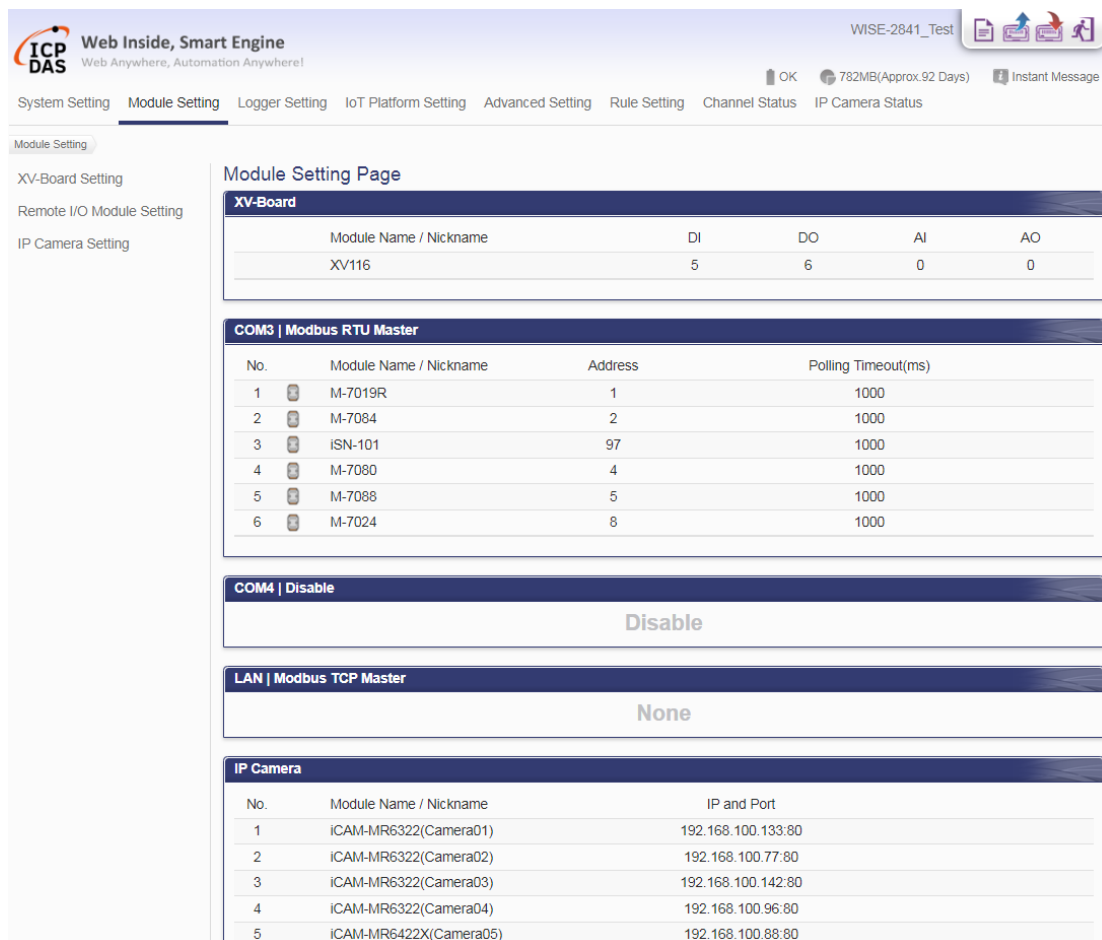 ICP
DAS
Web Inside, Smart Engine
Web Anywhere, Automation Anywhere!
WISE-2841_Test
OK 782MB(Approx.92 Days) Instant Message
System Setting Module Setting Logger Setting IoT Platform Setting Advanced Setting Rule Setting Channel Status IP Camera Status
Module Setting
XV-Board Setting
Remote I/O Module Setting
IP Camera Setting
Module Setting Page
XV-Board
Module Name / Nickname DI DO AI AO
XV116 5 6 0 0
COM3 | Modbus RTU Master
No. Module Name / Nickname Address Polling Timeout(ms)
1 M-7019R 1 1000
2 M-7084 2 1000
3 iSN-101 97 1000
4 M-7080 4 1000
5 M-7088 5 1000
6 M-7024 8 1000
COM4 | Disable
Disable
LAN | Modbus TCP Master
None
IP Camera
No. Module Name / Nickname IP and Port
1 iCAM-MR6322(Camera01) 192.168.100.133:80
2 iCAM-MR6322(Camera02) 192.168.100.77:80
3 iCAM-MR6322(Camera03) 192.168.100.142:80
4 iCAM-MR6322(Camera04) 192.168.100.96:80
5 iCAM-MR6422X(Camera05) 192.168.100.88:80